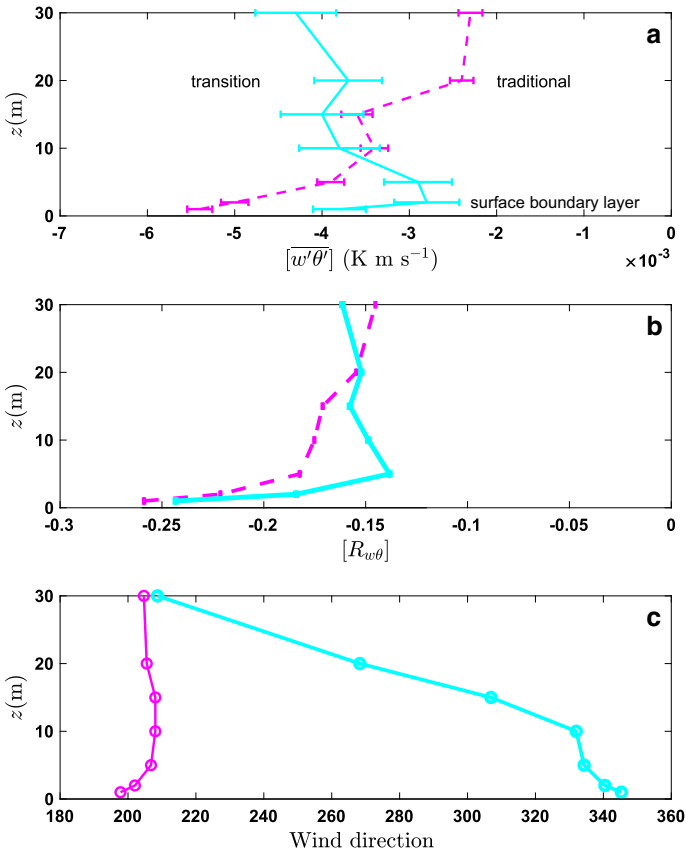 30
a
z(m)
20
transition
traditional
10
surface boundary layer
0
-7 -6 -5 -4 -3 -2 -1 0
[w′θ′] (K m s⁻¹)
×10⁻³
30
b
z(m)
20
10
0
-0.3 -0.25 -0.2 -0.15 -0.1 -0.05 0
[R_wθ]
30
c
z(m)
20
10
0
180 200 220 240 260 280 300 320 340 360
Wind direction